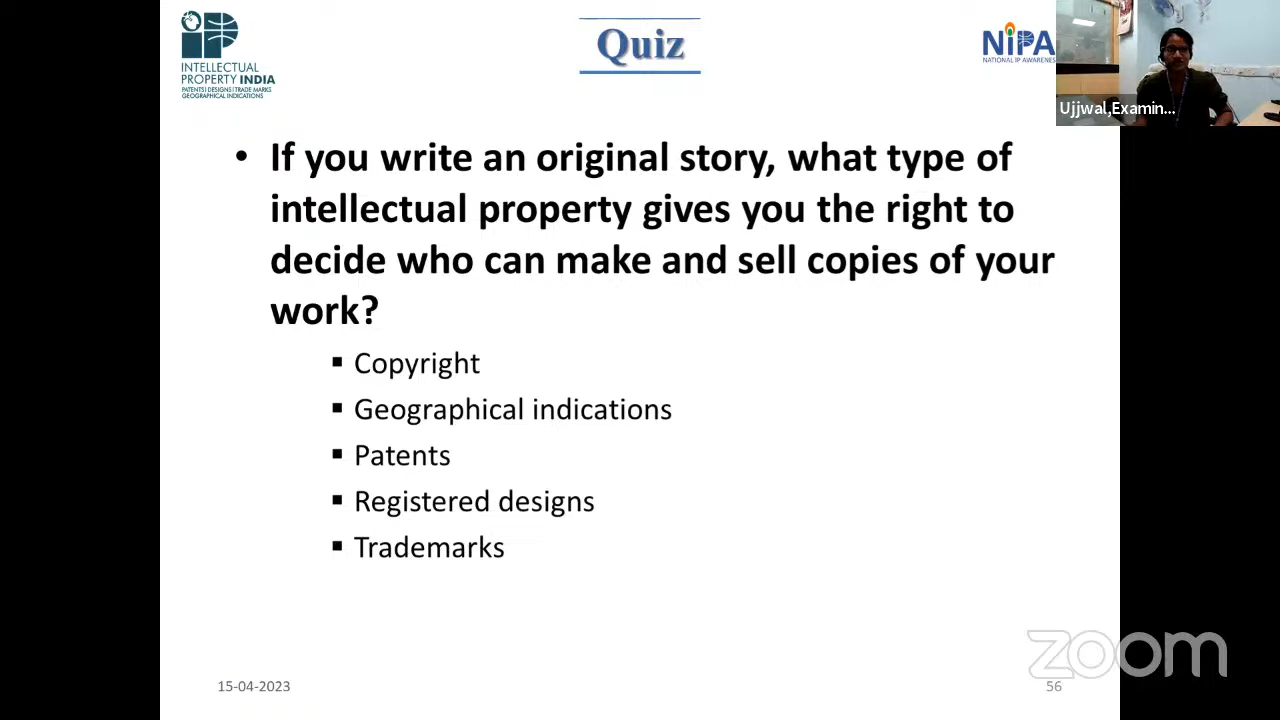 INTELLECTUAL
PROPERTY INDIA
PATENTS | DESIGNS | TRADE MARKS
GEOGRAPHICAL INDICATIONS
Quiz
NIPA
NATIONAL IP AWARENES
Ujjwal,Examin...
• If you write an original story, what type of
intellectual property gives you the right to
decide who can make and sell copies of your
work?
▪ Copyright
▪ Geographical indications
▪ Patents
▪ Registered designs
▪ Trademarks
zoom
15-04-2023
56